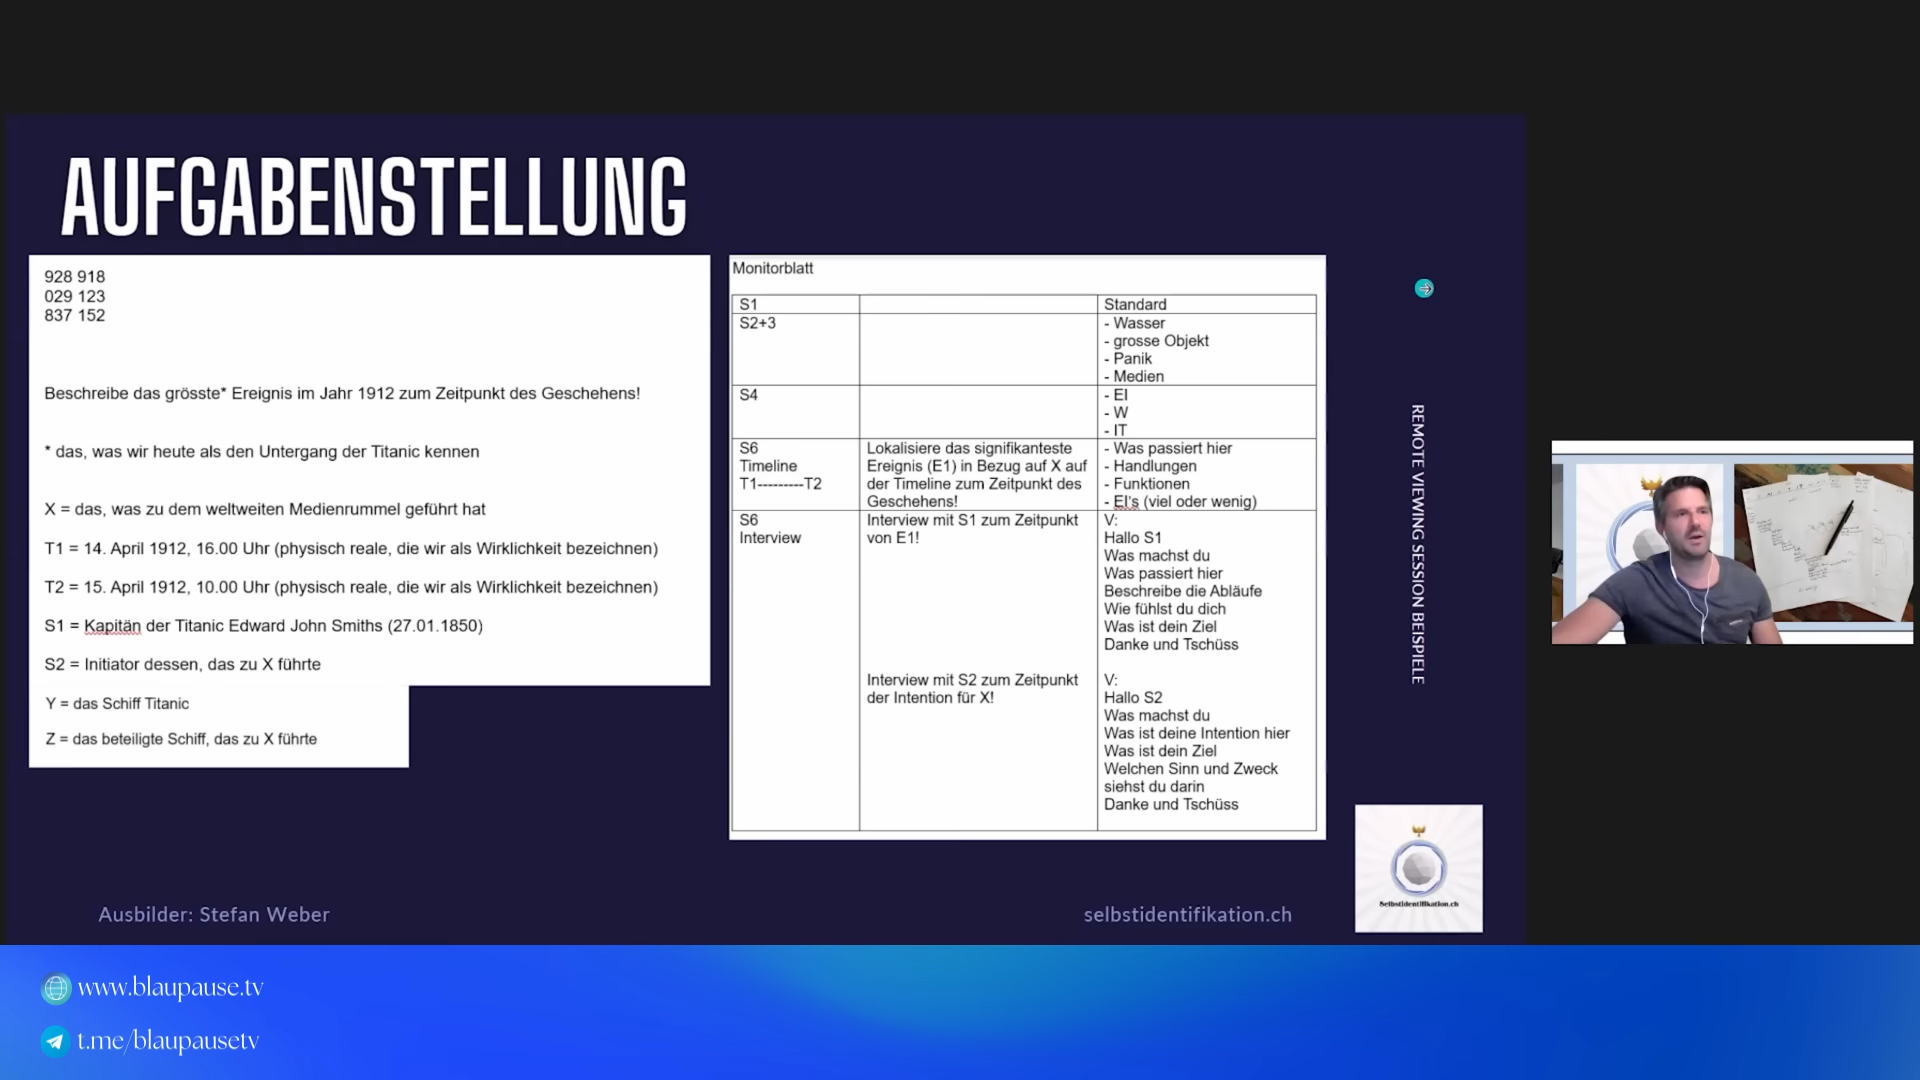 AUFGABENSTELLUNG
928 918
029 123
837 152
Beschreibe das grösste* Ereignis im Jahr 1912 zum Zeitpunkt des Geschehens!
* das, was wir heute als den Untergang der Titanic kennen
X = das, was zu dem weltweiten Medienrummel geführt hat
T1 = 14. April 1912, 16.00 Uhr (physisch reale, die wir als Wirklichkeit bezeichnen)
T2 = 15. April 1912, 10.00 Uhr (physisch reale, die wir als Wirklichkeit bezeichnen)
S1 = Kapitän der Titanic Edward John Smiths (27.01.1850)
S2 = Initiator dessen, das zu X führte
Y = das Schiff Titanic
Z = das beteiligte Schiff, das zu X führte
Monitorblatt
S1
Standard
S2+3
- Wasser
- grosse Objekt
- Panik
- Medien
S4
- EI
- W
- IT
S6
Timeline
T1---------T2
Lokalisiere das signifikanteste
Ereignis (E1) in Bezug auf X auf
der Timeline zum Zeitpunkt des
Geschehens!
- Was passiert hier
- Handlungen
- Funktionen
- EI's (viel oder wenig)
S6
Interview
Interview mit S1 zum Zeitpunkt
von E1!
V:
Hallo S1
Was machst du
Was passiert hier
Beschreibe die Abläufe
Wie fühlst du dich
Was ist dein Ziel
Danke und Tschüss
Interview mit S2 zum Zeitpunkt
der Intention für X!
V:
Hallo S2
Was machst du
Was ist deine Intention hier
Was ist dein Ziel
Welchen Sinn und Zweck
siehst du darin
Danke und Tschüss
REMOTE VIEWING SESSION BEISPIELE
Selbstidentifikation.ch
Ausbilder: Stefan Weber
selbstidentifikation.ch
www.blaupause.tv
t.me/blaupausetv